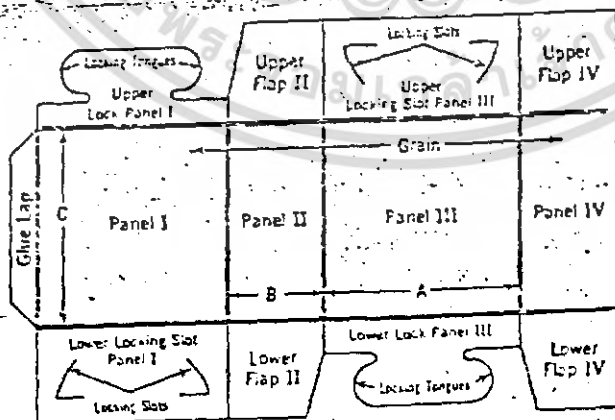 Locking Tongues
Upper
Lock Panel I
Upper
Flap II
Locking Slots
Upper
Locking Slot Panel III
Upper
Flap IV
Grain
Glue Lap
C
Panel I
Panel II
Panel III
Panel IV
B
A
Lower Locking Slot
Panel I
Locking Slots
Lower
Flap II
Lower Lock Panel III
Locking Tongues
Lower
Flap IV